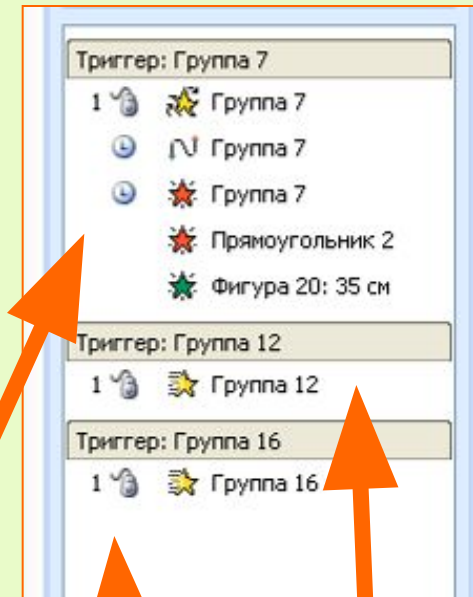 Триггер: Группа 7
1 Группа 7
Группа 7
Группа 7
Прямоугольник 2
Фигура 20: 35 см
Триггер: Группа 12
1 Группа 12
Триггер: Группа 16
1 Группа 16